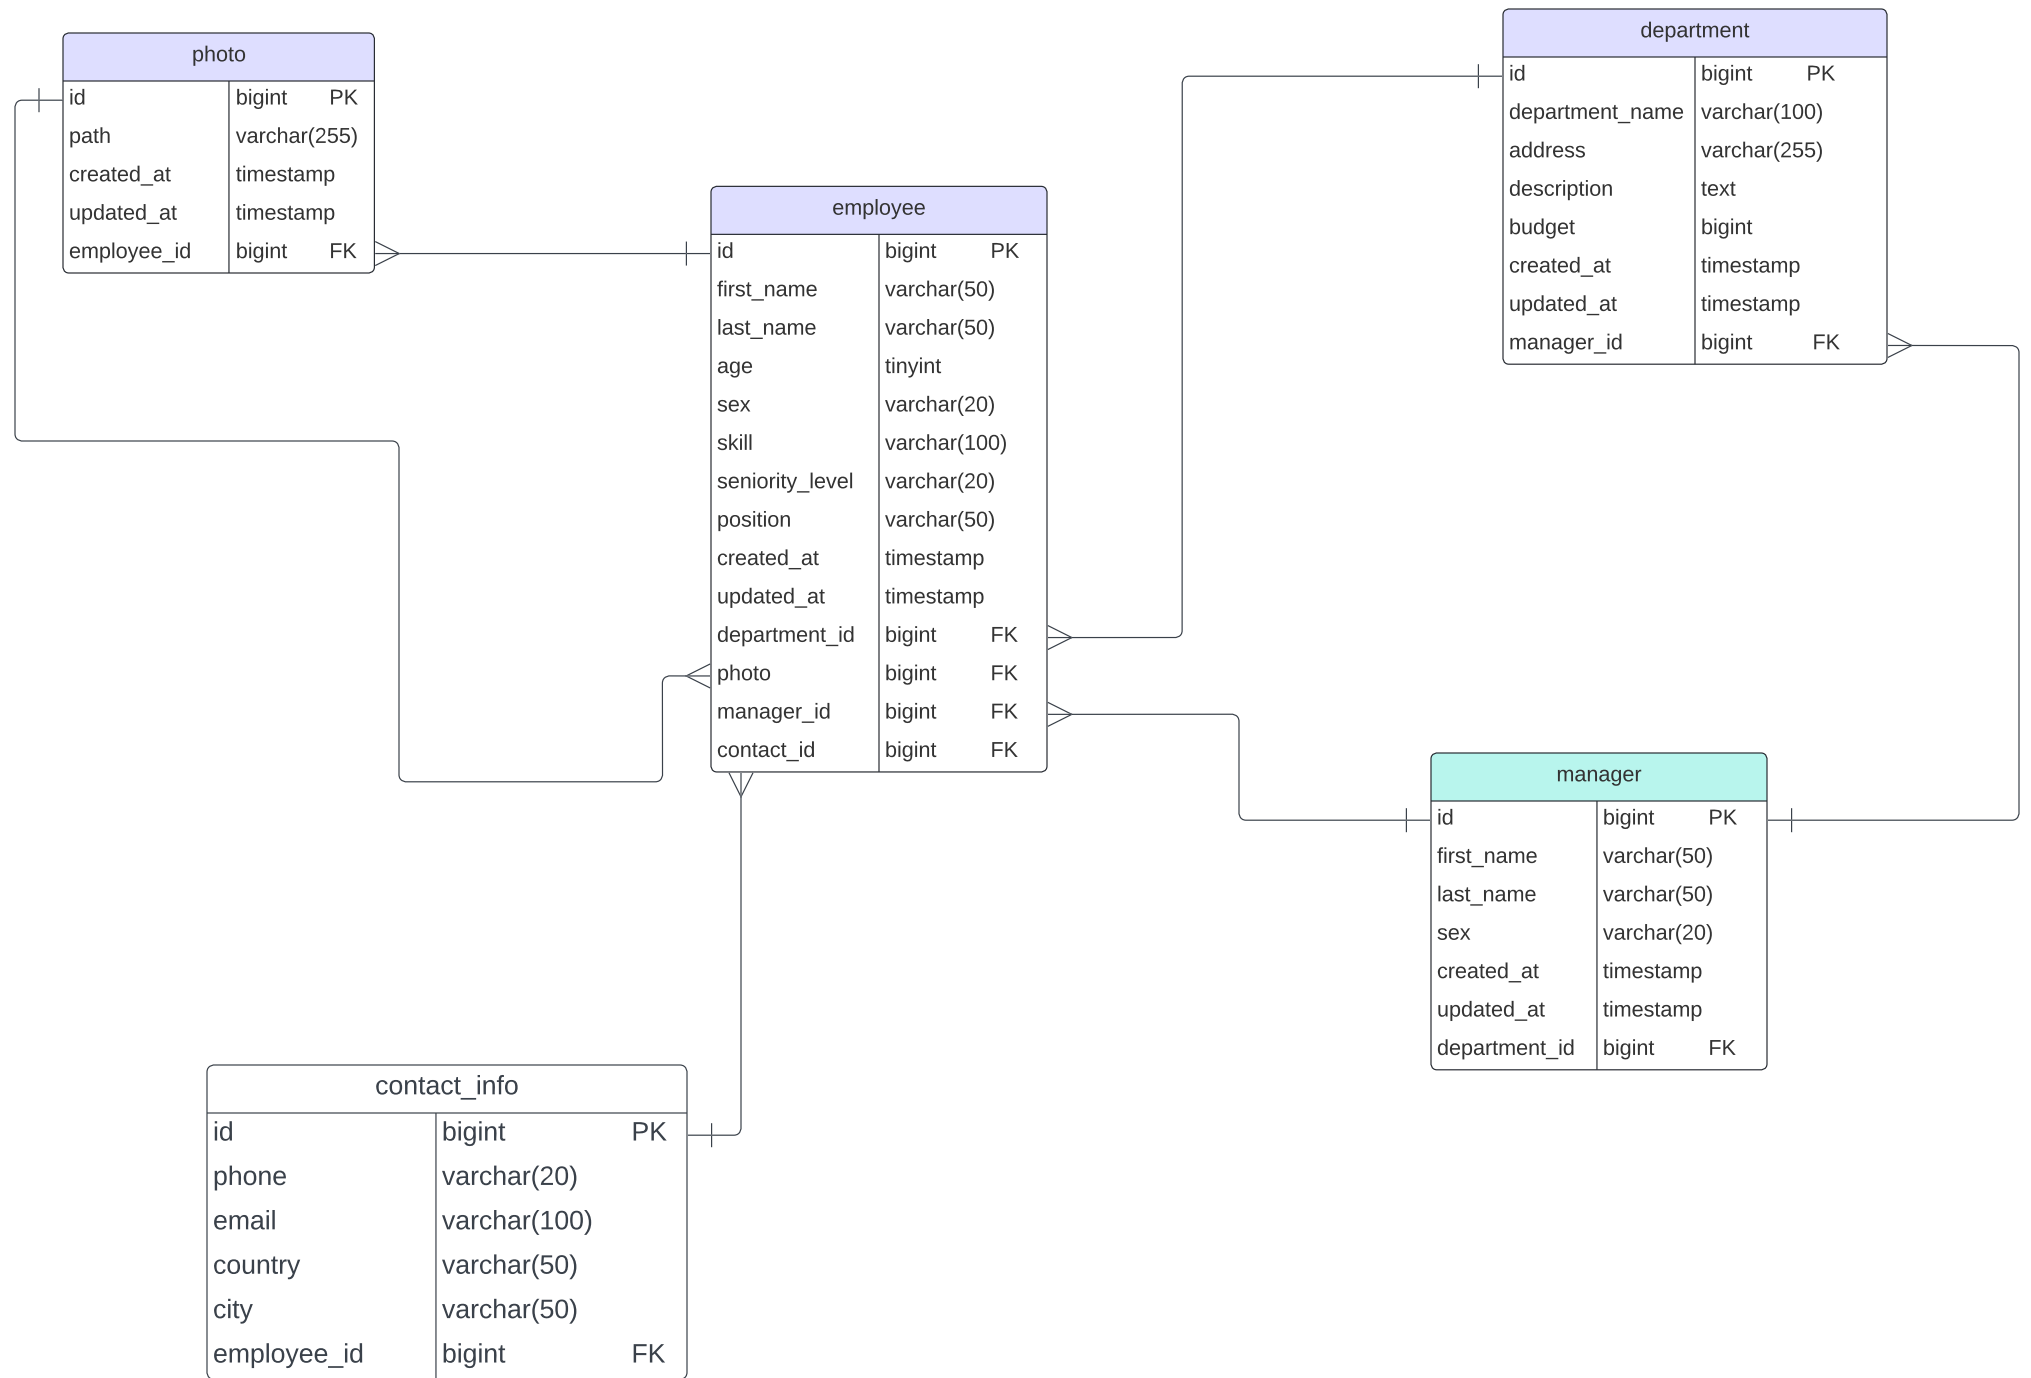 photo
id bigint PK
path varchar(255)
created_at timestamp
updated_at timestamp
employee_id bigint FK
employee
id bigint PK
first_name varchar(50)
last_name varchar(50)
age tinyint
sex varchar(20)
skill varchar(100)
seniority_level varchar(20)
position varchar(50)
created_at timestamp
updated_at timestamp
department_id bigint FK
photo bigint FK
manager_id bigint FK
contact_id bigint FK
department
id bigint PK
department_name varchar(100)
address varchar(255)
description text
budget bigint
created_at timestamp
updated_at timestamp
manager_id bigint FK
manager
id bigint PK
first_name varchar(50)
last_name varchar(50)
sex varchar(20)
created_at timestamp
updated_at timestamp
department_id bigint FK
contact_info
id bigint PK
phone varchar(20)
email varchar(100)
country varchar(50)
city varchar(50)
employee_id bigint FK